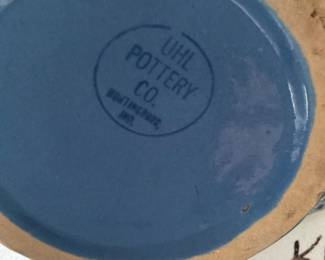 UHL
POTTERY
CO.
HUNTINGBURG,
IND.
K